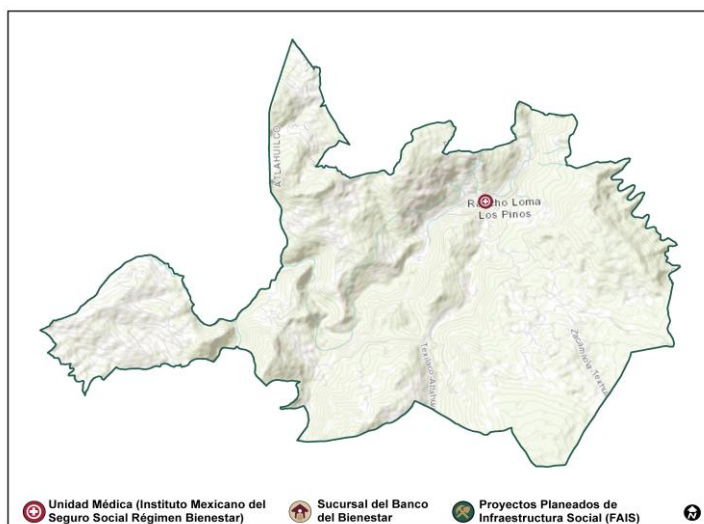 ATLAHUILCO
Rancho Loma
Los Pinos
Unidad Médica (Instituto Mexicano del
Seguro Social Régimen Bienestar)
Sucursal del Banco
del Bienestar
Proyectos Planeados de
Infraestructura Social (FAIS)
N